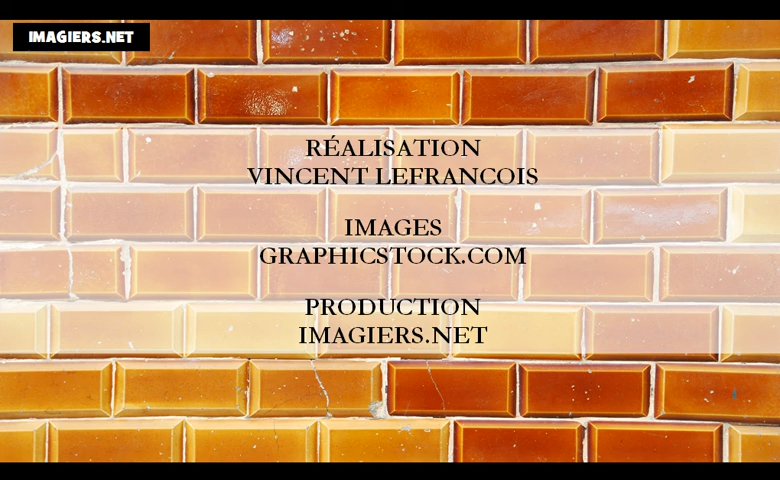 IMAGIERS.NET
RÉALISATION
VINCENT LEFRANCOIS
IMAGES
GRAPHICSTOCK.COM
PRODUCTION
IMAGIERS.NET